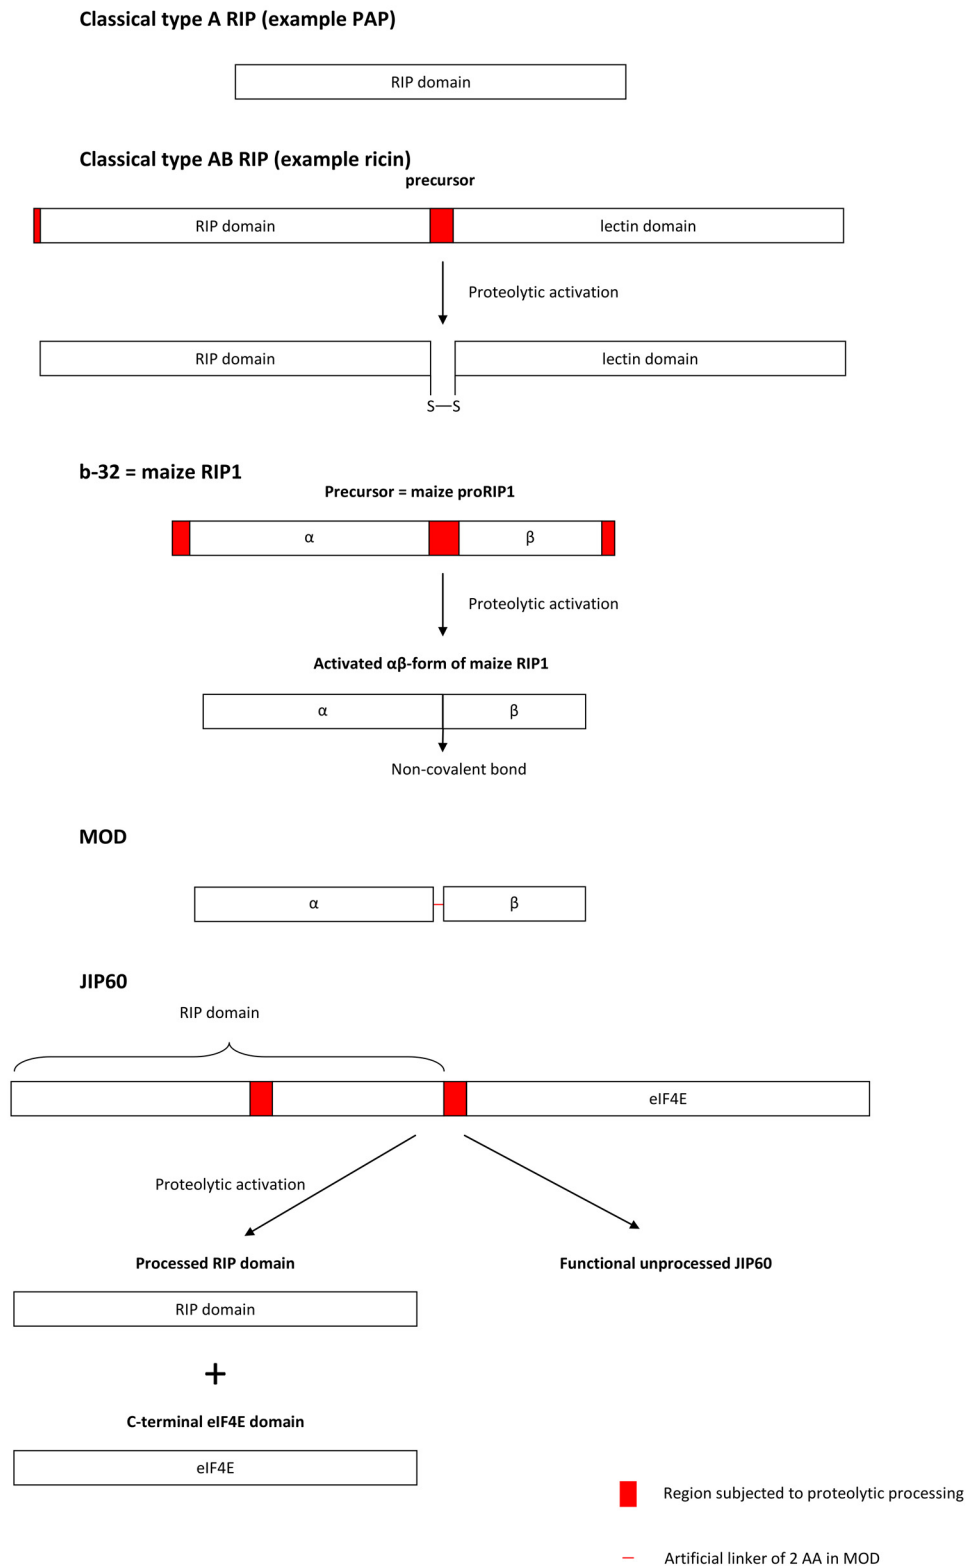 Classical type A RIP (example PAP)
RIP domain
Classical type AB RIP (example ricin)
precursor
RIP domain
lectin domain
Proteolytic activation
RIP domain
lectin domain
S—S
b-32 = maize RIP1
Precursor = maize proRIP1
α
β
Proteolytic activation
Activated αβ-form of maize RIP1
α
β
Non-covalent bond
MOD
α
β
JIP60
RIP domain
eIF4E
Proteolytic activation
Processed RIP domain
Functional unprocessed JIP60
RIP domain
+
C-terminal eIF4E domain
eIF4E
Region subjected to proteolytic processing
Artificial linker of 2 AA in MOD